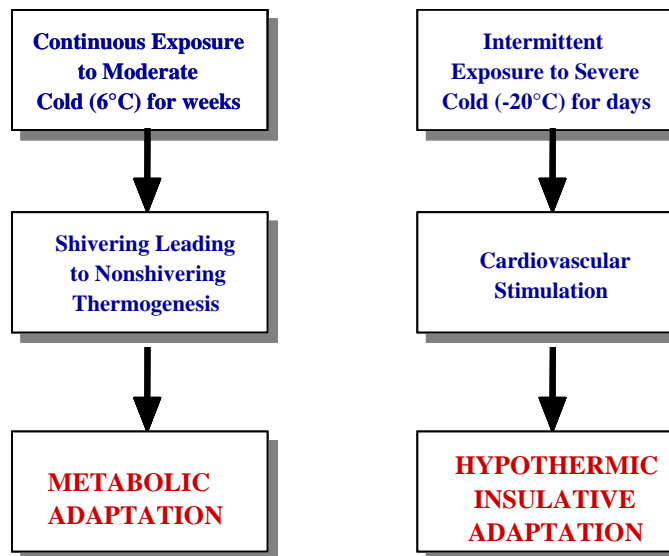 Continuous Exposure
to Moderate
Cold (6°C) for weeks
Shivering Leading
to Nonshivering
Thermogenesis
METABOLIC
ADAPTATION
Intermittent
Exposure to Severe
Cold (-20°C) for days
Cardiovascular
Stimulation
HYPOTHERMIC
INSULATIVE
ADAPTATION